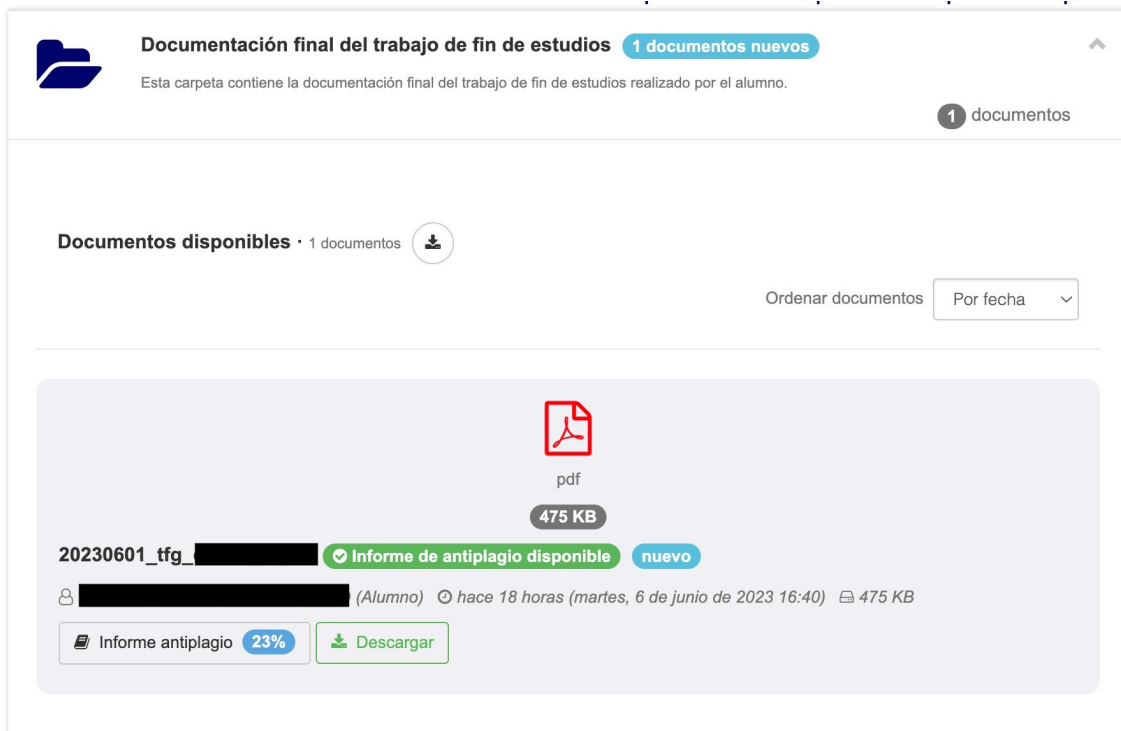 Documentación final del trabajo de fin de estudios 1 documentos nuevos
Esta carpeta contiene la documentación final del trabajo de fin de estudios realizado por el alumno.
1 documentos
Documentos disponibles · 1 documentos
Ordenar documentos Por fecha
pdf
475 KB
20230601_tfg_ Informe de antiplagio disponible nuevo
(Alumno) hace 18 horas (martes, 6 de junio de 2023 16:40) 475 KB
Informe antiplagio 23% Descargar